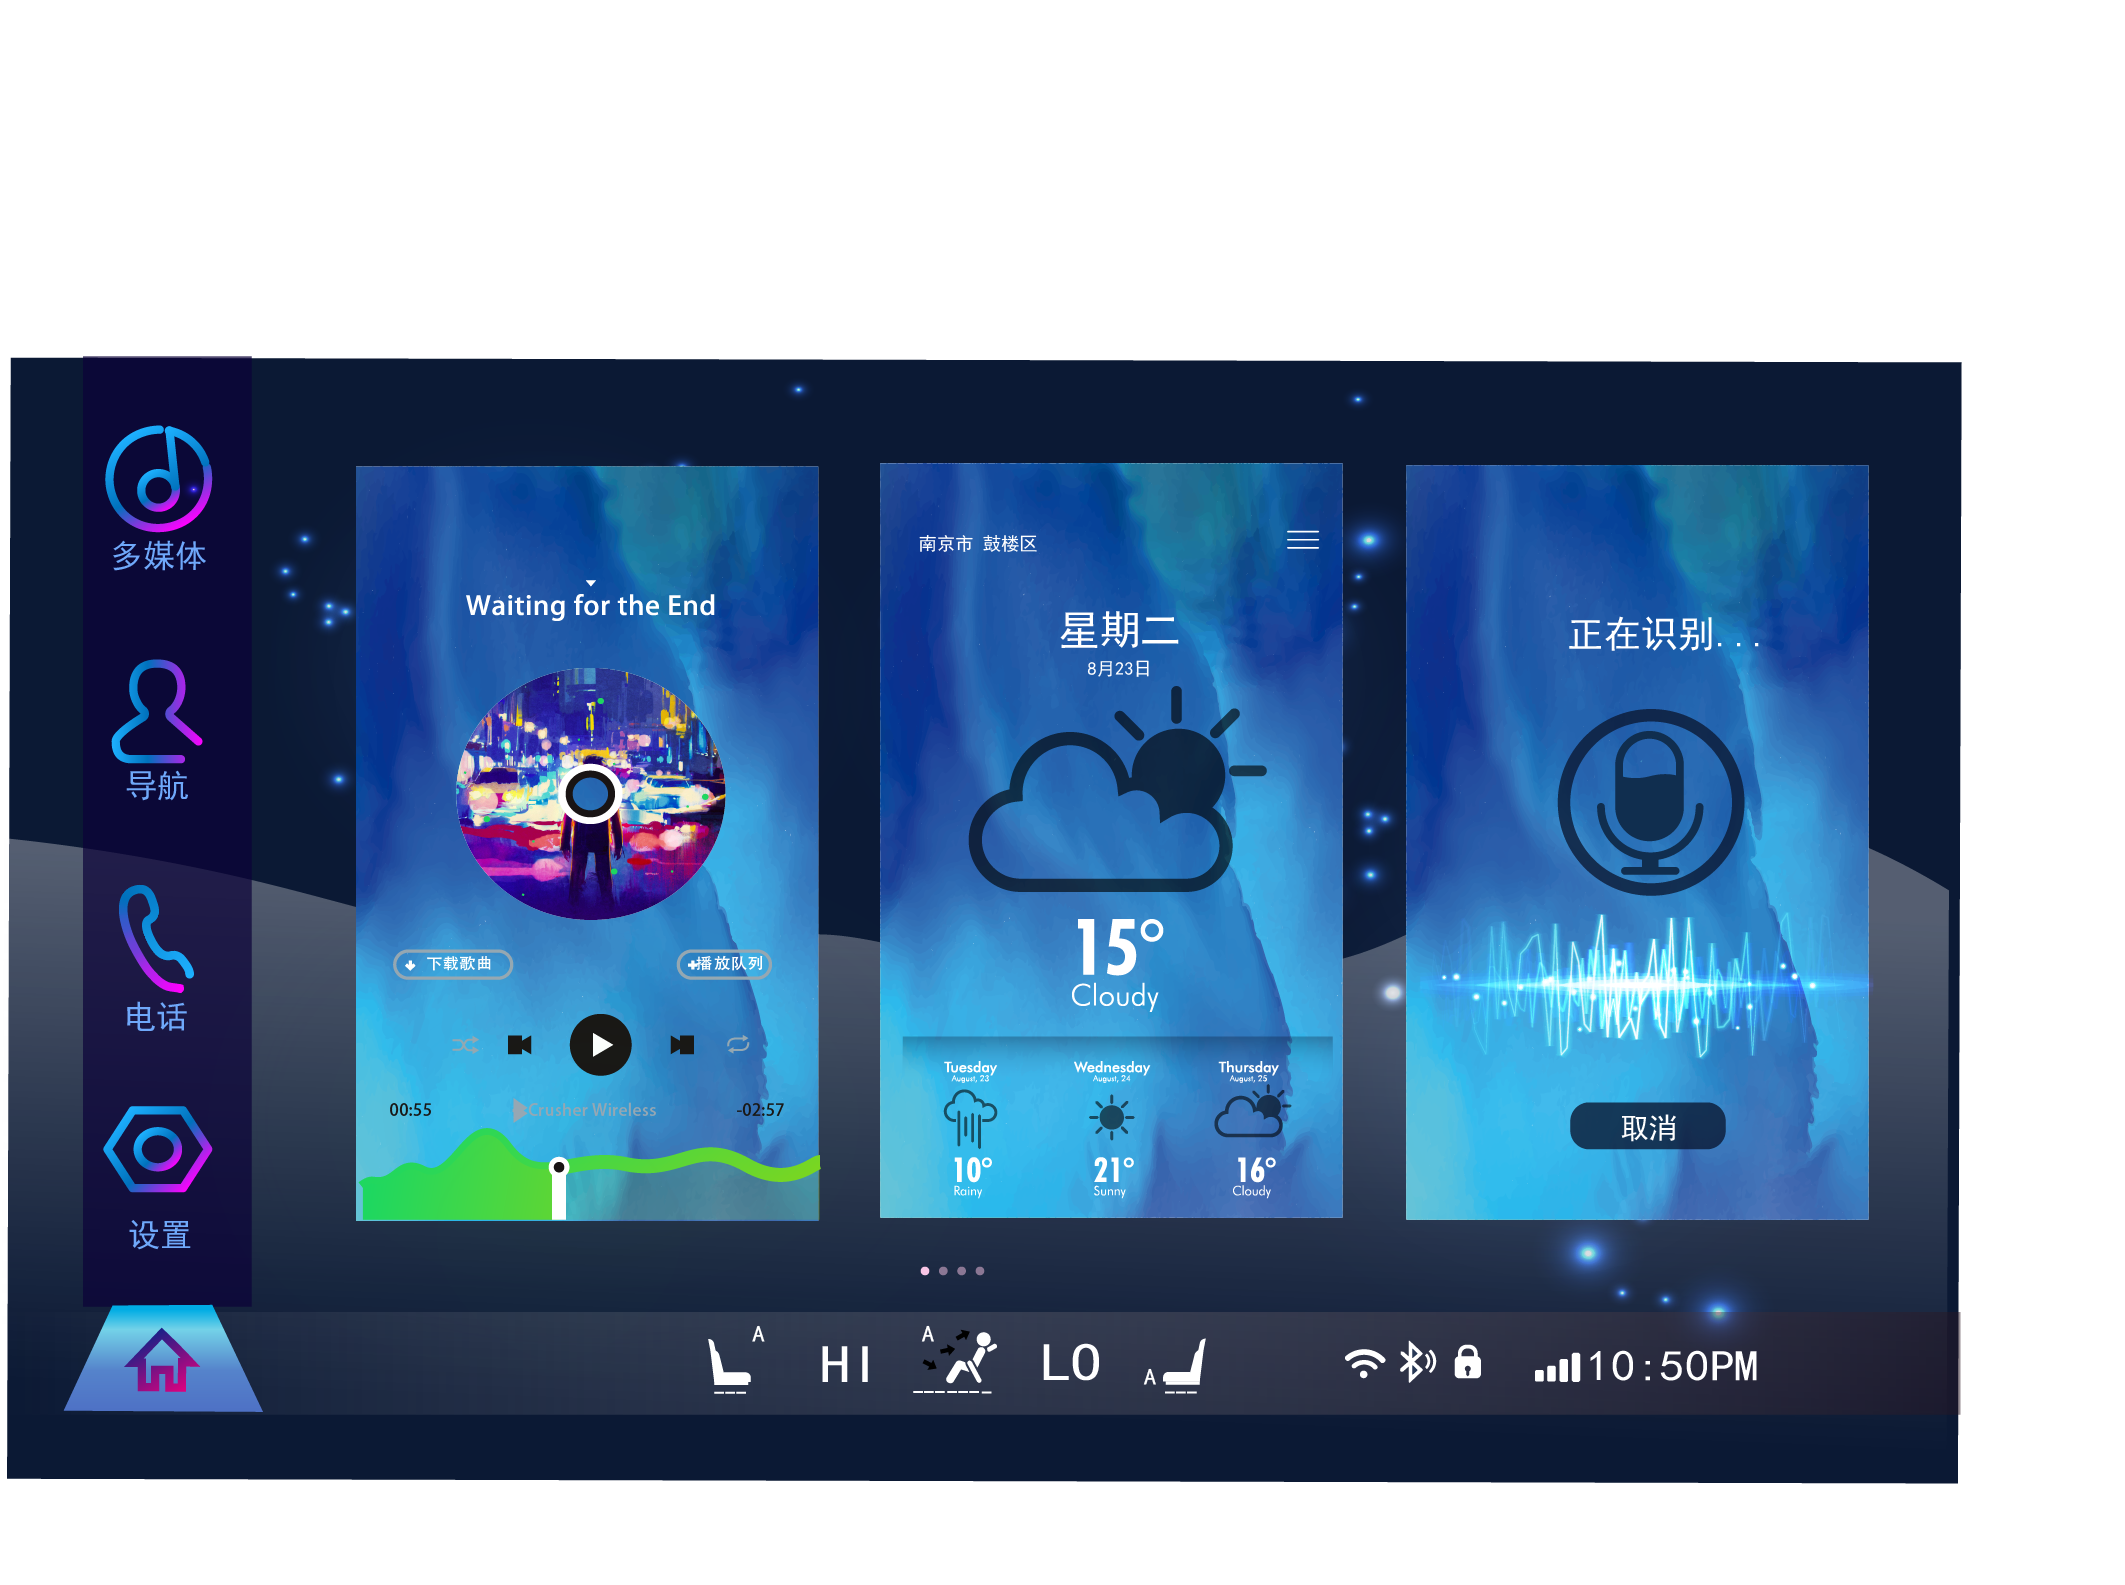 多媒体
导航
电话
设置
Waiting for the End
下载歌曲
播放队列
00:55
Crusher Wireless
-02:57
南京市 鼓楼区
星期二
8月23日
15°
Cloudy
Tuesday
August, 23
10°
Rainy
Wednesday
August, 24
21°
Sunny
Thursday
August, 25
16°
Cloudy
正在识别...
取消
A
HI
A
LO
A
10:50PM